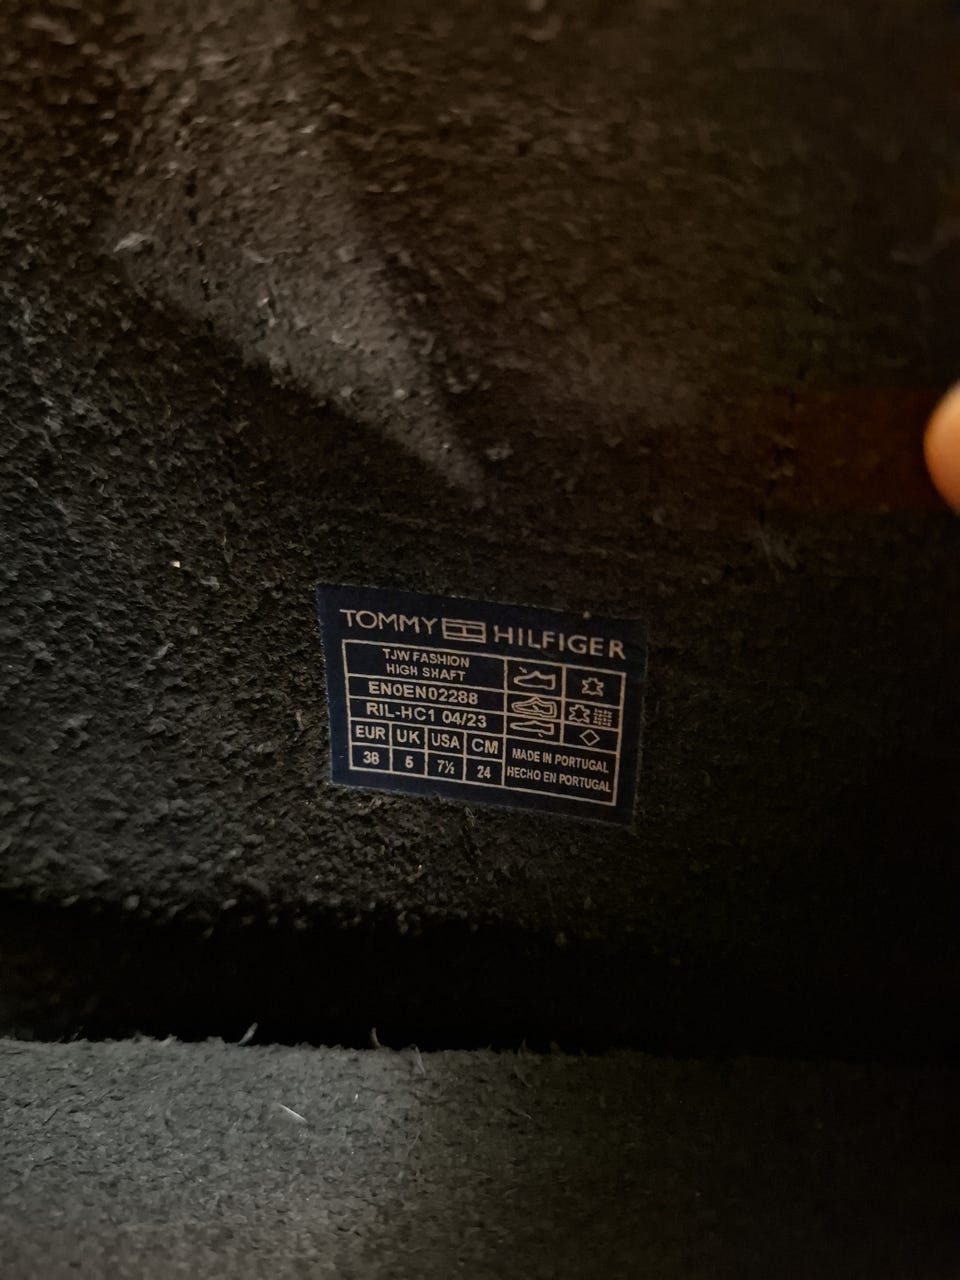 TOMMY HILFIGER
TJW FASHION
HIGH SHAFT
EN0EN02288
RIL-HC1 04/23
EUR UK USA CM
38 5 7½ 24
MADE IN PORTUGAL
HECHO EN PORTUGAL